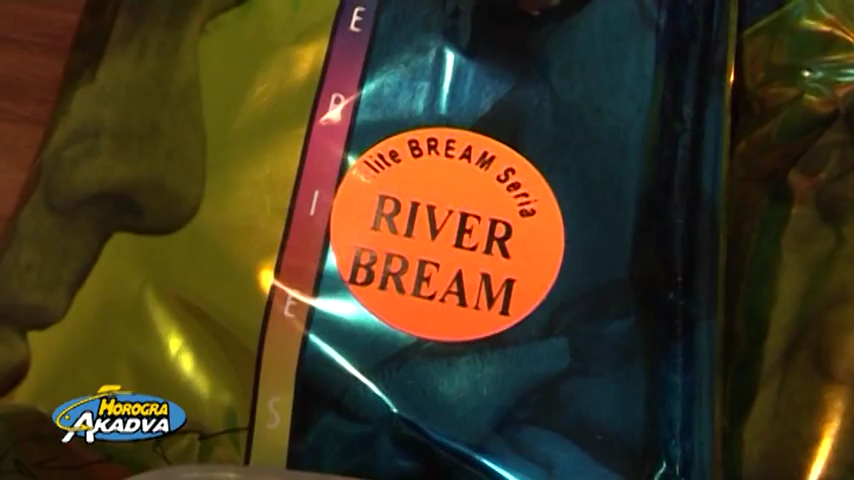 E
R
I
E
S
lite BREAM Seria
RIVER
BREAM
HOROGRA
AKADVA